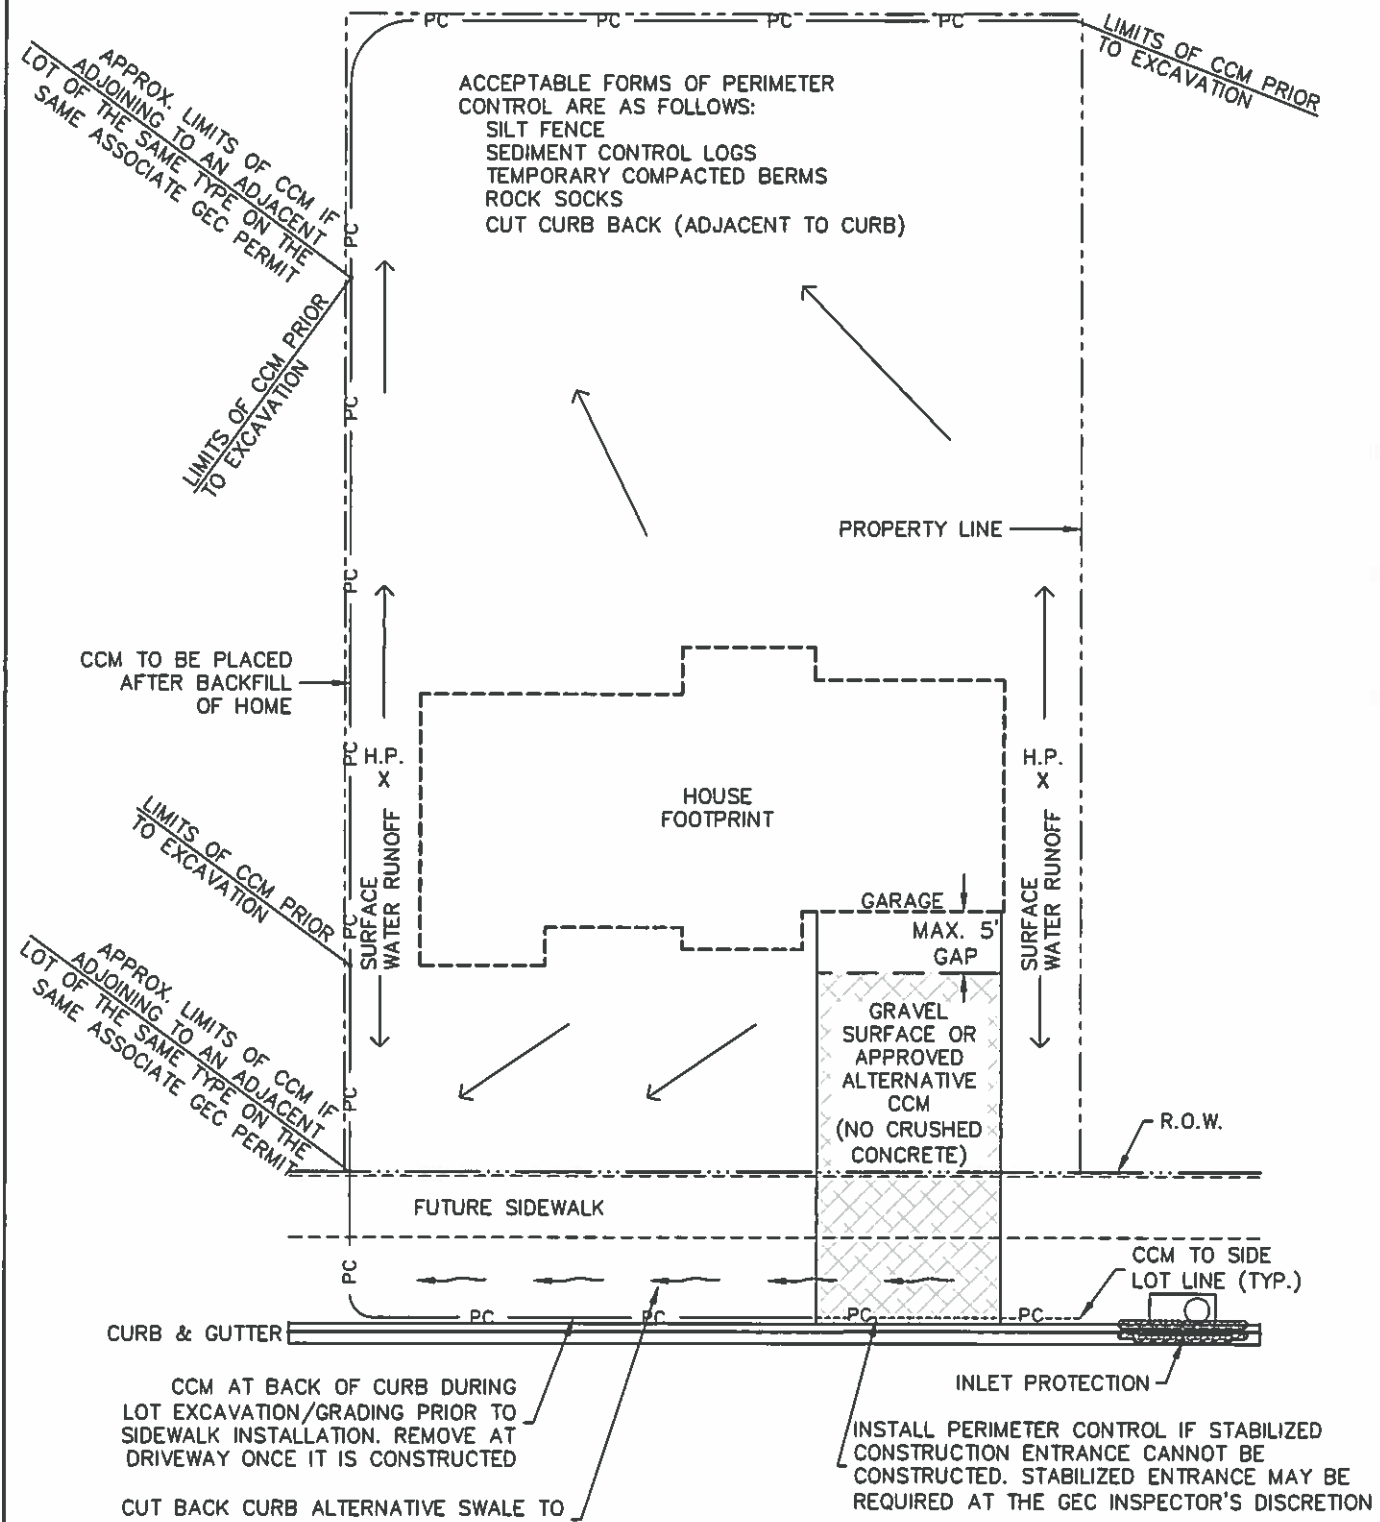 PC PC PC PC
LIMITS OF CCM PRIOR
TO EXCAVATION
APPROX. LIMITS OF CCM IF
ADJOINING TO AN ADJACENT
LOT OF THE SAME TYPE ON THE
SAME ASSOCIATE GEC PERMIT
ACCEPTABLE FORMS OF PERIMETER
CONTROL ARE AS FOLLOWS:
SILT FENCE
SEDIMENT CONTROL LOGS
TEMPORARY COMPACTED BERMS
ROCK SOCKS
CUT CURB BACK (ADJACENT TO CURB)
PC
LIMITS OF CCM PRIOR
TO EXCAVATION
PC
PROPERTY LINE
PC
CCM TO BE PLACED
AFTER BACKFILL
OF HOME
PC
H.P.
X
H.P.
X
HOUSE
FOOTPRINT
SURFACE
WATER RUNOFF
SURFACE
WATER RUNOFF
LIMITS OF CCM PRIOR
TO EXCAVATION
PC
GARAGE
MAX. 5'
GAP
APPROX. LIMITS OF CCM IF
ADJOINING TO AN ADJACENT
LOT OF THE SAME TYPE ON THE
SAME ASSOCIATE GEC PERMIT
GRAVEL
SURFACE OR
APPROVED
ALTERNATIVE
CCM
(NO CRUSHED
CONCRETE)
PC
R.O.W.
FUTURE SIDEWALK
PC
CCM TO SIDE
LOT LINE (TYP.)
PC PC PC PC
CURB & GUTTER
INLET PROTECTION
CCM AT BACK OF CURB DURING
LOT EXCAVATION/GRADING PRIOR TO
SIDEWALK INSTALLATION. REMOVE AT
DRIVEWAY ONCE IT IS CONSTRUCTED
INSTALL PERIMETER CONTROL IF STABILIZED
CONSTRUCTION ENTRANCE CANNOT BE
CONSTRUCTED. STABILIZED ENTRANCE MAY BE
REQUIRED AT THE GEC INSPECTOR'S DISCRETION
CUT BACK CURB ALTERNATIVE SWALE TO